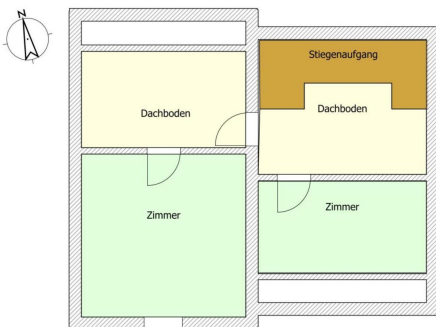 N
Stiegenaufgang
Dachboden
Dachboden
Zimmer
Zimmer